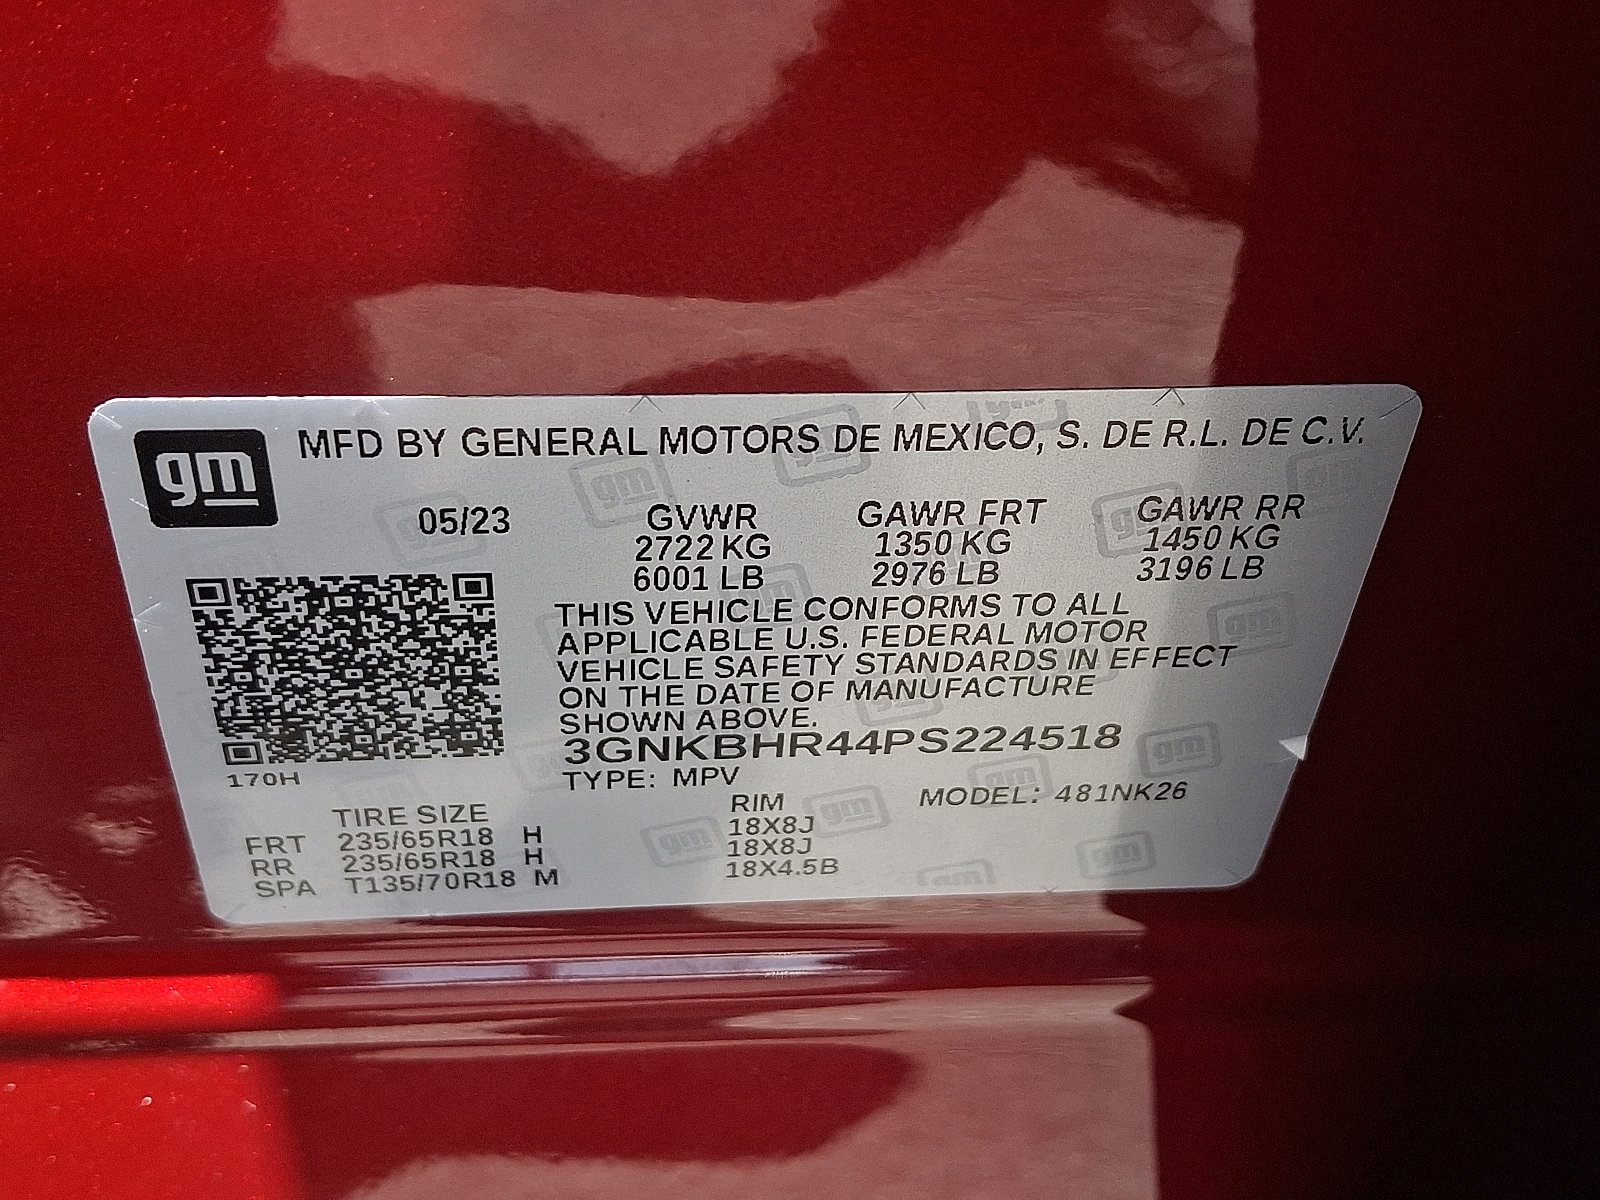 gm MFD BY GENERAL MOTORS DE MEXICO, S. DE R.L. DE C.V.
05/23 GVWR GAWR FRT GAWR RR
2722 KG 1350 KG 1450 KG
6001 LB 2976 LB 3196 LB
THIS VEHICLE CONFORMS TO ALL
APPLICABLE U.S. FEDERAL MOTOR
VEHICLE SAFETY STANDARDS IN EFFECT
ON THE DATE OF MANUFACTURE
SHOWN ABOVE.
3GNKBHR44PS224518
170H TYPE: MPV
MODEL: 481NK26
TIRE SIZE RIM
FRT 235/65R18 H 18X8J
RR 235/65R18 H 18X8J
SPA T135/70R18 M 18X4.5B